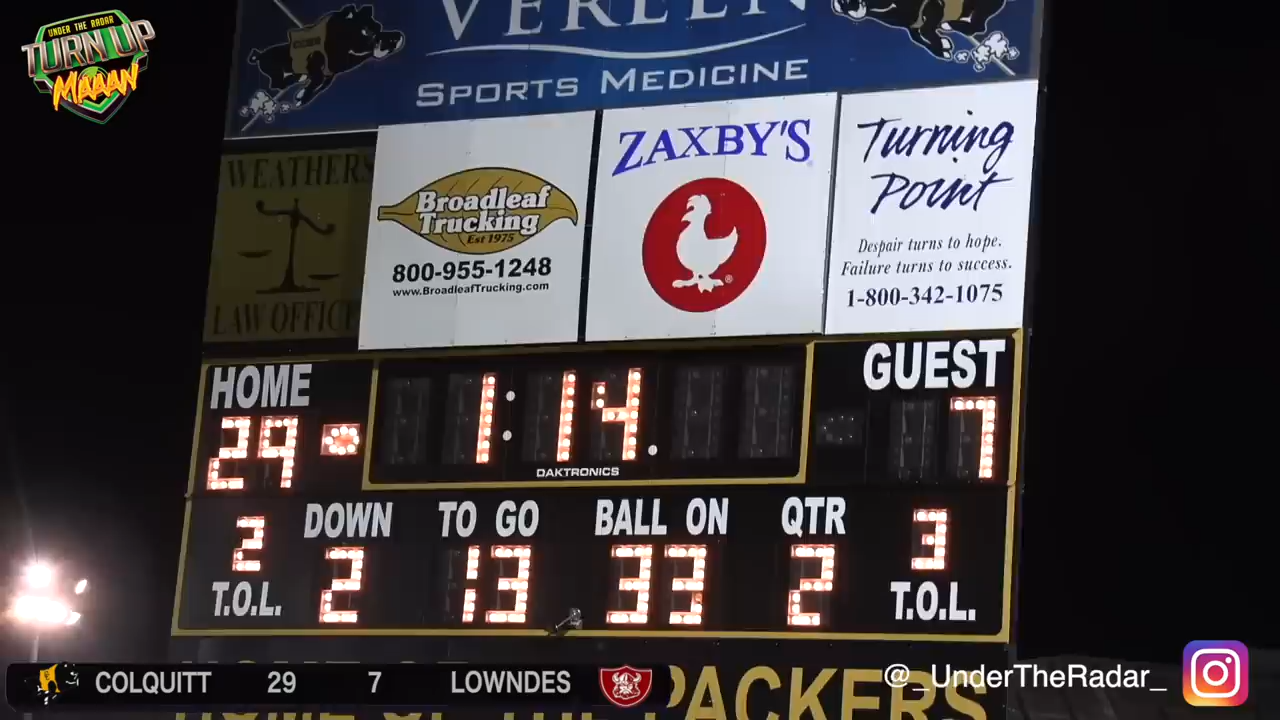 UNDER THE RADAR
TURN UP
MAAAN
VEREEN
SPORTS MEDICINE
WEATHERS
LAW OFFICE
Broadleaf
Trucking
Est 1975
800-955-1248
www.BroadleafTrucking.com
ZAXBY'S
®
Turning
Point
Despair turns to hope.
Failure turns to success.
1-800-342-1075
HOME
29
1:14.
DAKTRONICS
GUEST
7
2
T.O.L.
DOWN
2
TO GO
13
BALL ON
33
QTR
2
3
T.O.L.
HOME OF THE PACKERS
COLQUITT 29 7 LOWNDES
@_UnderTheRadar_